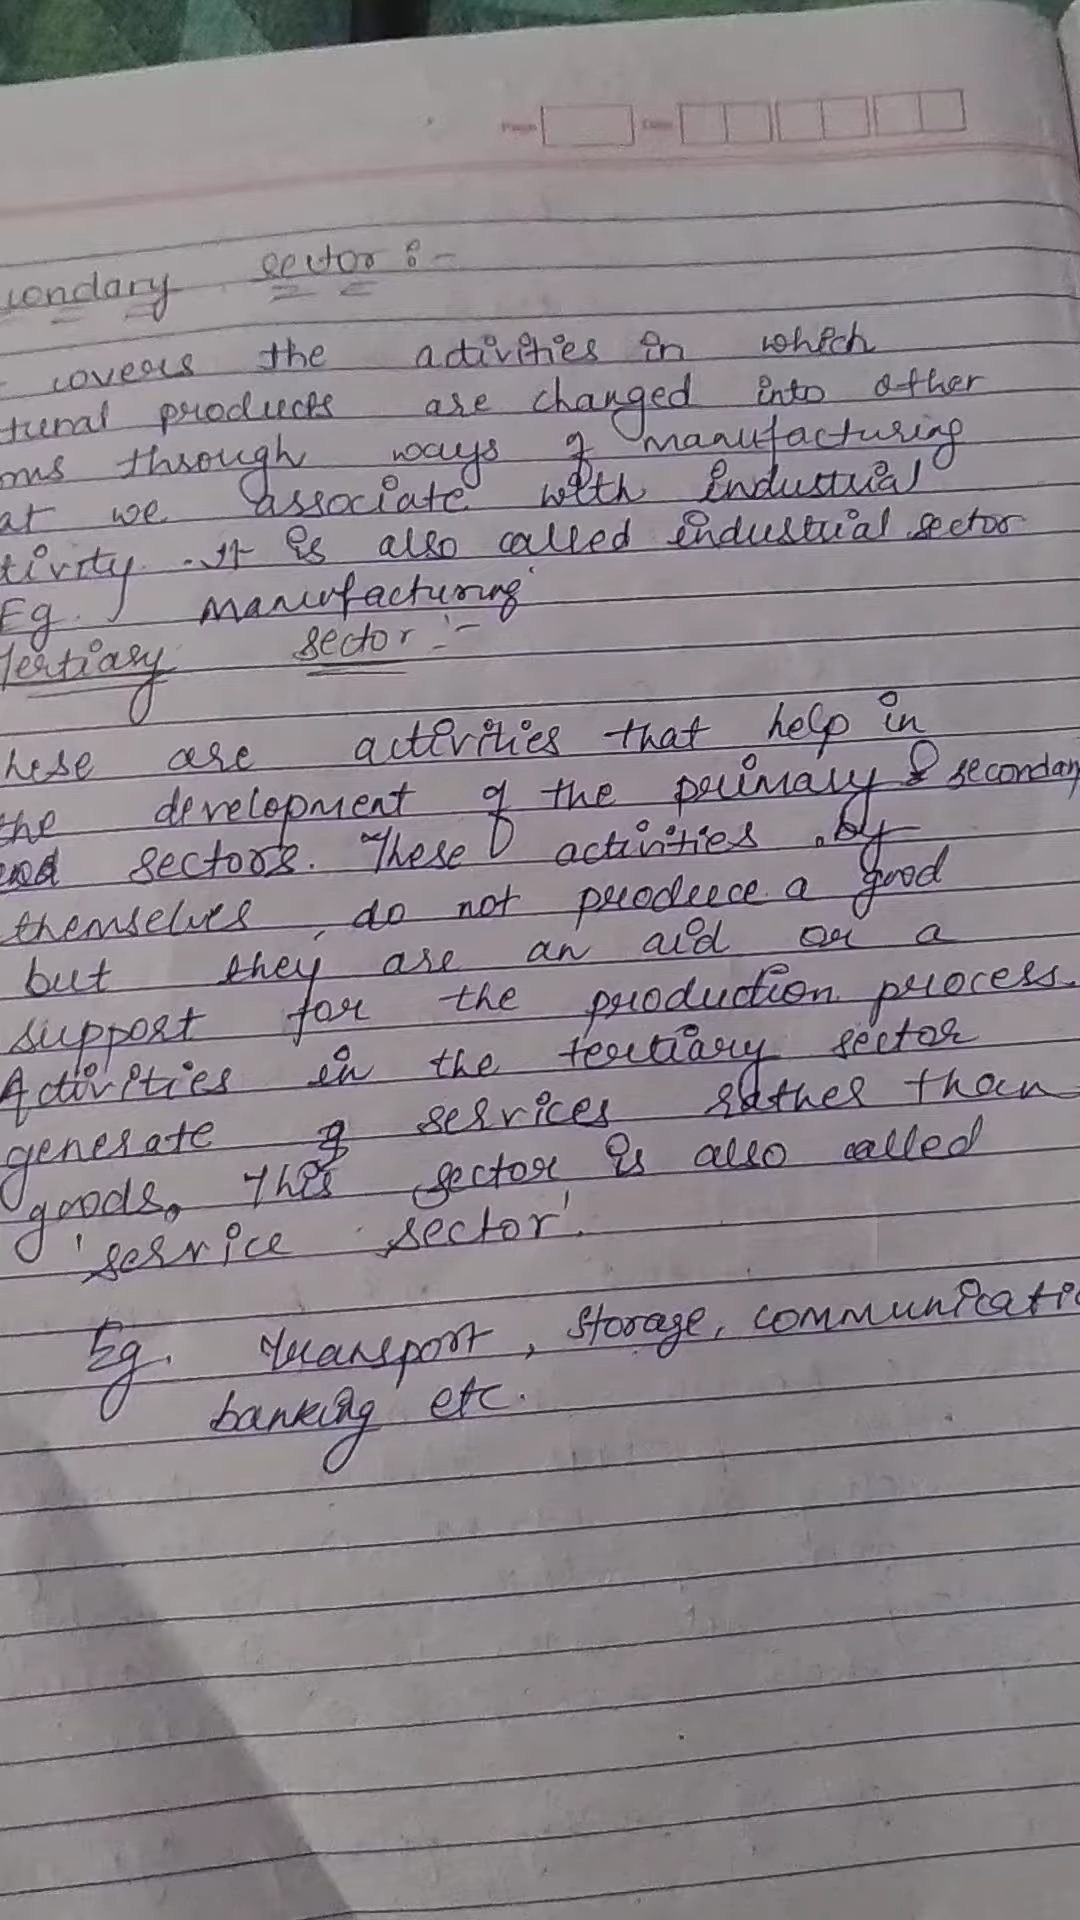 Page Date
condary sector :-
covers the activities in which
tural products are changed into other
ms through ways of manufacturing
at we associate with industrial
tivity. It is also called industrial sector
Eg. Manufacturing
Tertiary sector :-
hese are activities that help in
the development of the primary & secondary
sectors. These activities, by
themselves, do not produce a good
but they are an aid or a
support for the production process.
Activities in the tertiary sector
generate services rather than
goods. This sector is also called
'service sector'.
Eg. Transport, Storage, communicati
banking etc.